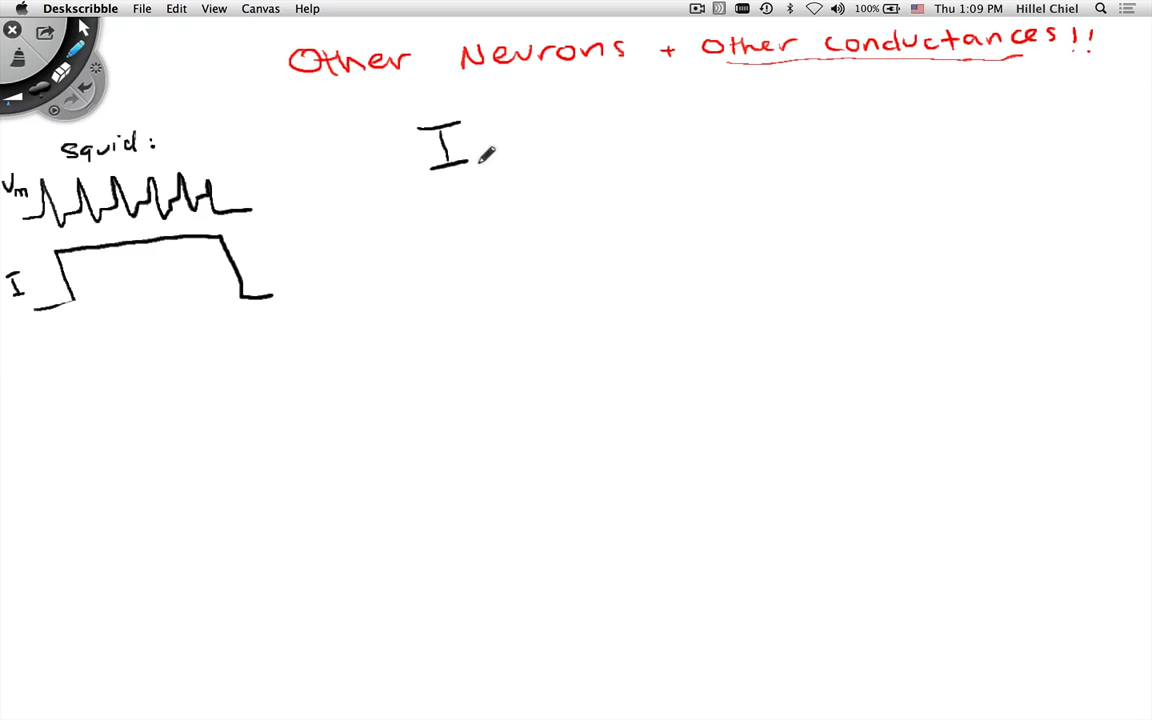 Deskscribble File Edit View Canvas Help 100% Thu 1:09 PM Hillel Chiel
Other Neurons + Other conductances!!
Squid:
Vm
I
I